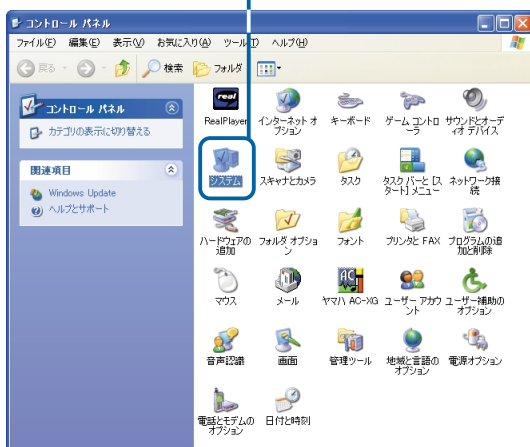 コントロール パネル
ファイル(F) 編集(E) 表示(V) お気に入り(A) ツール(T) ヘルプ(H)
戻る 検索 フォルダ
コントロール パネル
カテゴリの表示に切り替える
関連項目
Windows Update
ヘルプとサポート
real
RealPlayer
インターネット オ
プション
キーボード
ゲーム コントロ
ーラ
サウンドとオーデ
ィオ デバイス
システム
スキャナとカメラ
タスク
タスク バーと [ス
タート] メニュー
ネットワーク接
続
ハードウェアの
追加
フォルダ オプショ
ン
フォント
プリンタと FAX
プログラムの追
加と削除
マウス
メール
AC
XG
ヤマハ AC-XG
ユーザー アカウ
ント
ユーザー補助の
オプション
音声認識
画面
管理ツール
地域と言語の
オプション
電源オプション
電話とモデムの
オプション
日付と時刻